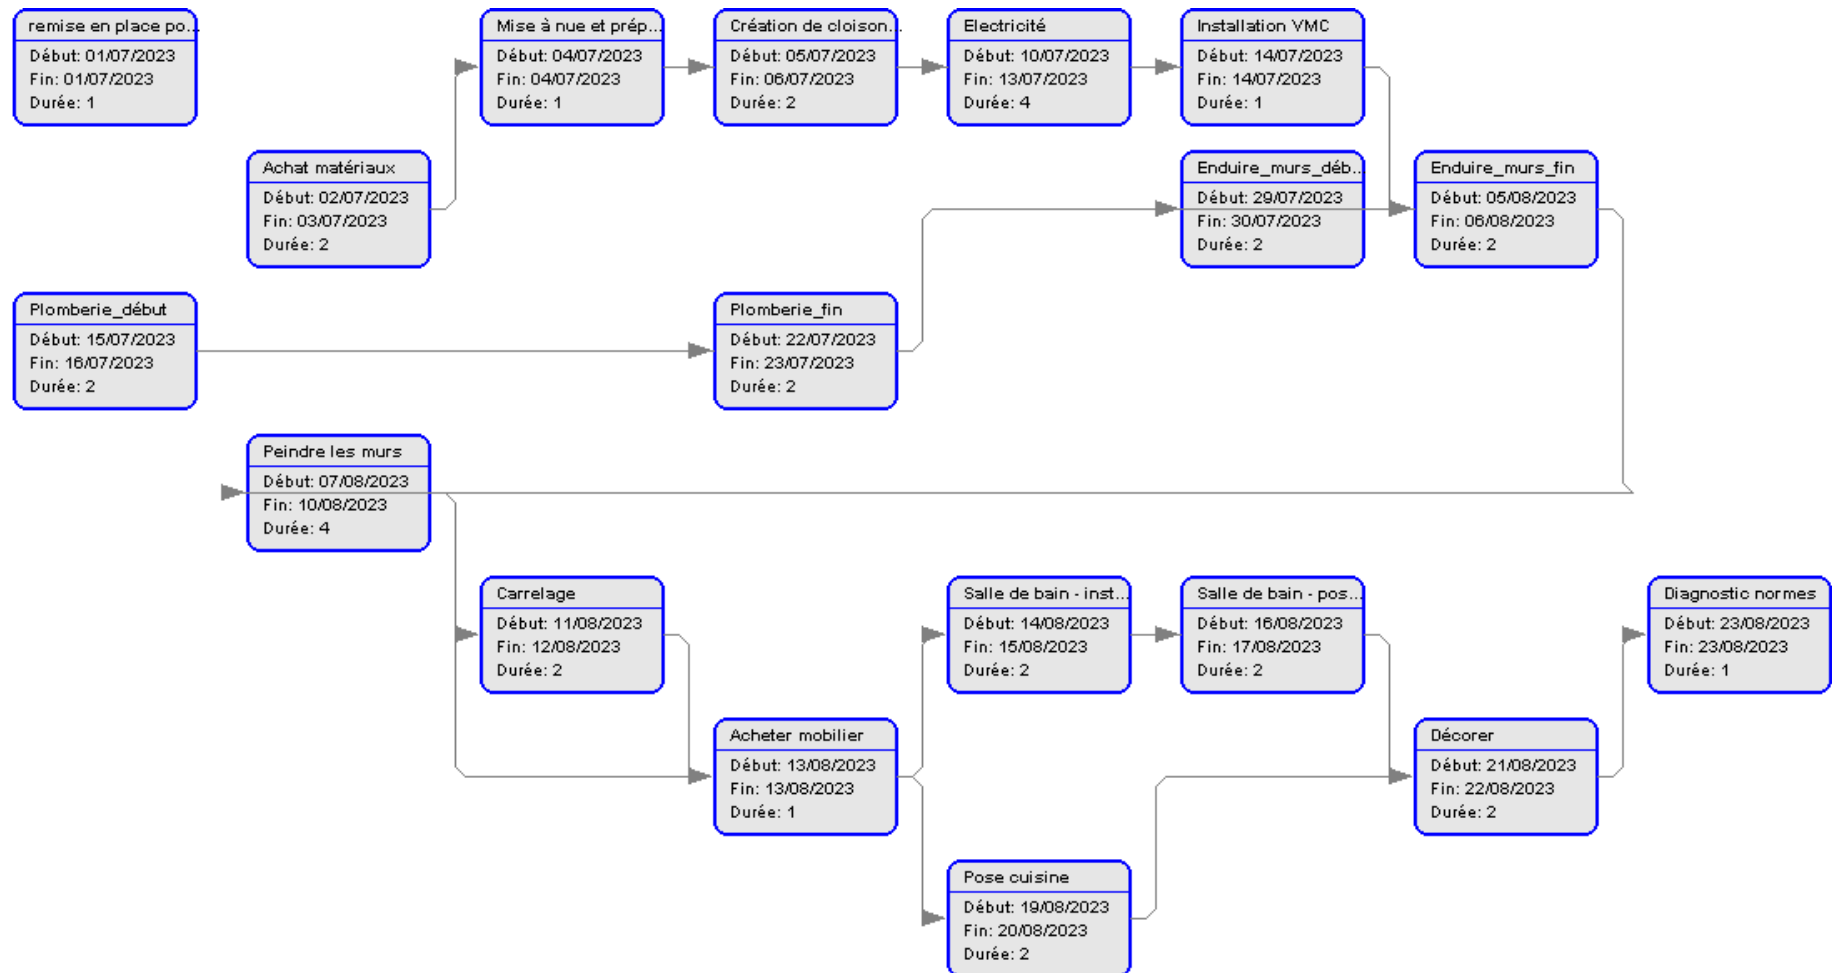 remise en place po...
Début: 01/07/2023
Fin: 01/07/2023
Durée: 1
Mise à nue et prép...
Début: 04/07/2023
Fin: 04/07/2023
Durée: 1
Création de cloison...
Début: 05/07/2023
Fin: 06/07/2023
Durée: 2
Electricité
Début: 10/07/2023
Fin: 13/07/2023
Durée: 4
Installation VMC
Début: 14/07/2023
Fin: 14/07/2023
Durée: 1
Achat matériaux
Début: 02/07/2023
Fin: 03/07/2023
Durée: 2
Enduire_murs_déb...
Début: 29/07/2023
Fin: 30/07/2023
Durée: 2
Enduire_murs_fin
Début: 05/08/2023
Fin: 06/08/2023
Durée: 2
Plomberie_début
Début: 15/07/2023
Fin: 16/07/2023
Durée: 2
Plomberie_fin
Début: 22/07/2023
Fin: 23/07/2023
Durée: 2
Peindre les murs
Début: 07/08/2023
Fin: 10/08/2023
Durée: 4
Carrelage
Début: 11/08/2023
Fin: 12/08/2023
Durée: 2
Salle de bain - inst...
Début: 14/08/2023
Fin: 15/08/2023
Durée: 2
Salle de bain - pos...
Début: 16/08/2023
Fin: 17/08/2023
Durée: 2
Diagnostic normes
Début: 23/08/2023
Fin: 23/08/2023
Durée: 1
Acheter mobilier
Début: 13/08/2023
Fin: 13/08/2023
Durée: 1
Décorer
Début: 21/08/2023
Fin: 22/08/2023
Durée: 2
Pose cuisine
Début: 19/08/2023
Fin: 20/08/2023
Durée: 2